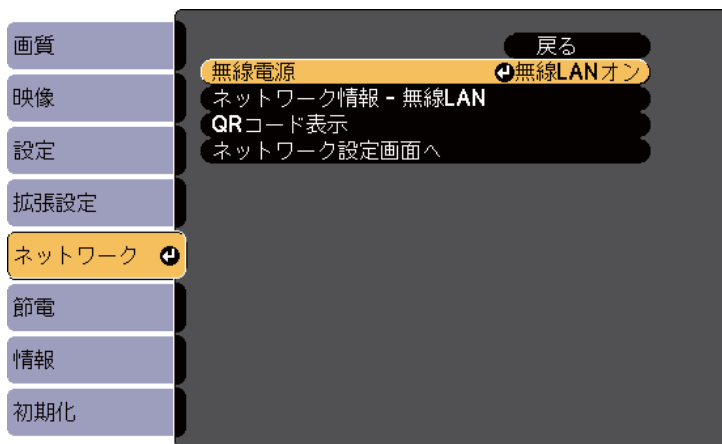 画質
映像
設定
拡張設定
ネットワーク
節電
情報
初期化
戻る
無線電源 無線LANオン
ネットワーク情報 - 無線LAN
QRコード表示
ネットワーク設定画面へ